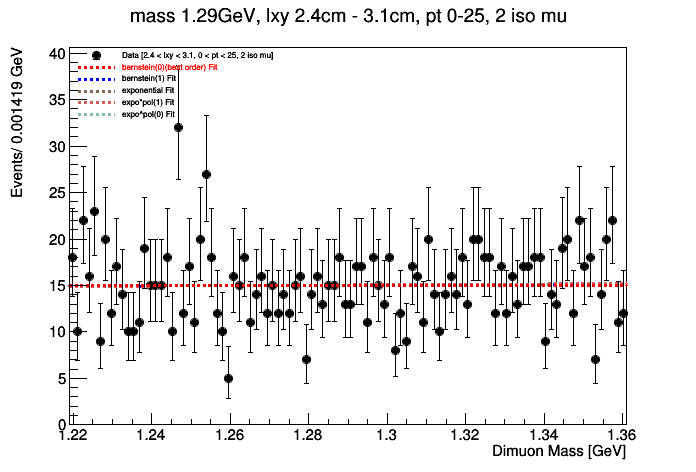 mass 1.29GeV, lxy 2.4cm - 3.1cm, pt 0-25, 2 iso mu
Events/ 0.001419 GeV
40
35
30
25
20
15
10
5
0
Data [2.4 < lxy < 3.1, 0 < pt < 25, 2 iso mu]
bernstein(0)(best order) Fit
bernstein(1) Fit
exponential Fit
expo*pol(1) Fit
expo^pol(0) Fit
1.22 1.24 1.26 1.28 1.3 1.32 1.34 1.36
Dimuon Mass [GeV]